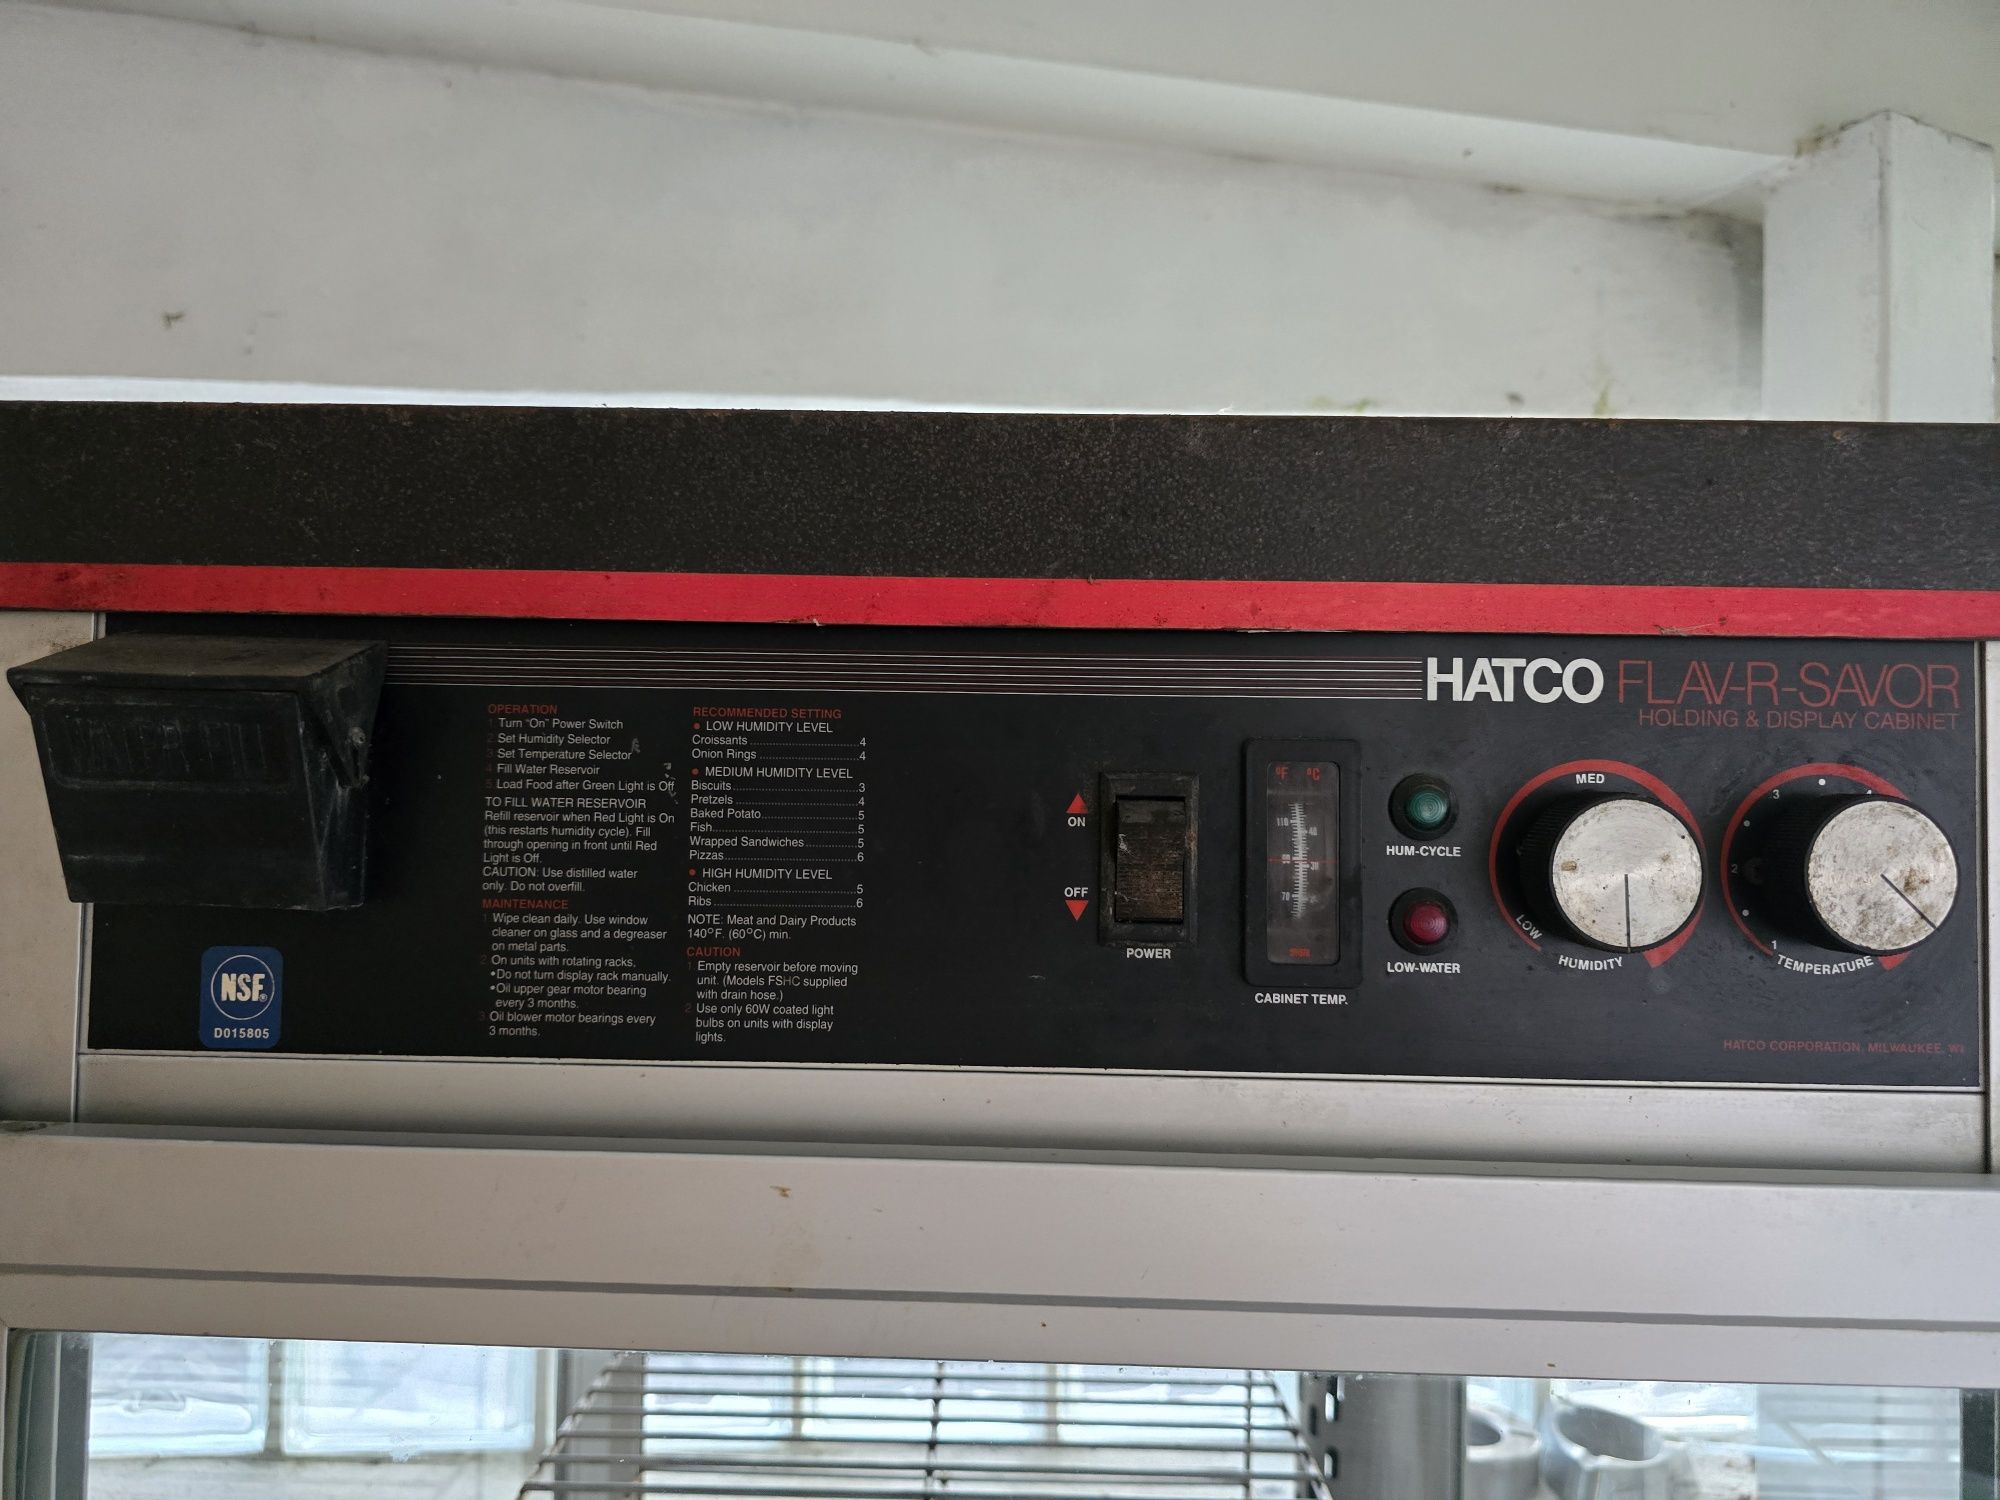 HATCO FLAV-R-SAVOR
HOLDING & DISPLAY CABINET
WATER FILL
OPERATION
1 Turn "On" Power Switch
2 Set Humidity Selector
3 Set Temperature Selector
4 Fill Water Reservoir
5 Load Food after Green Light is Off
TO FILL WATER RESERVOIR
Refill reservoir when Red Light is On
(this restarts humidity cycle). Fill
through opening in front until Red
Light is Off.
CAUTION: Use distilled water
only. Do not overfill.
MAINTENANCE
1 Wipe clean daily. Use window
cleaner on glass and a degreaser
on metal parts.
2 On units with rotating racks,
•Do not turn display rack manually.
•Oil upper gear motor bearing
every 3 months.
3 Oil blower motor bearings every
3 months.
RECOMMENDED SETTING
• LOW HUMIDITY LEVEL
Croissants ........................4
Onion Rings ........................4
• MEDIUM HUMIDITY LEVEL
Biscuits........................3
Pretzels ........................4
Baked Potato........................5
Fish........................5
Wrapped Sandwiches........................5
Pizzas........................6
• HIGH HUMIDITY LEVEL
Chicken ........................5
Ribs ........................6
NOTE: Meat and Dairy Products
140°F. (60°C) min.
CAUTION
1 Empty reservoir before moving
unit. (Models FSHC supplied
with drain hose.)
2 Use only 60W coated light
bulbs on units with display
lights.
NSF®
D015805
ON
OFF
POWER
°F °C
110
40
30
70
CABINET TEMP.
HUM-CYCLE
LOW-WATER
MED
LOW
HUMIDITY
3
4
2
1
TEMPERATURE
HATCO CORPORATION, MILWAUKEE, WI